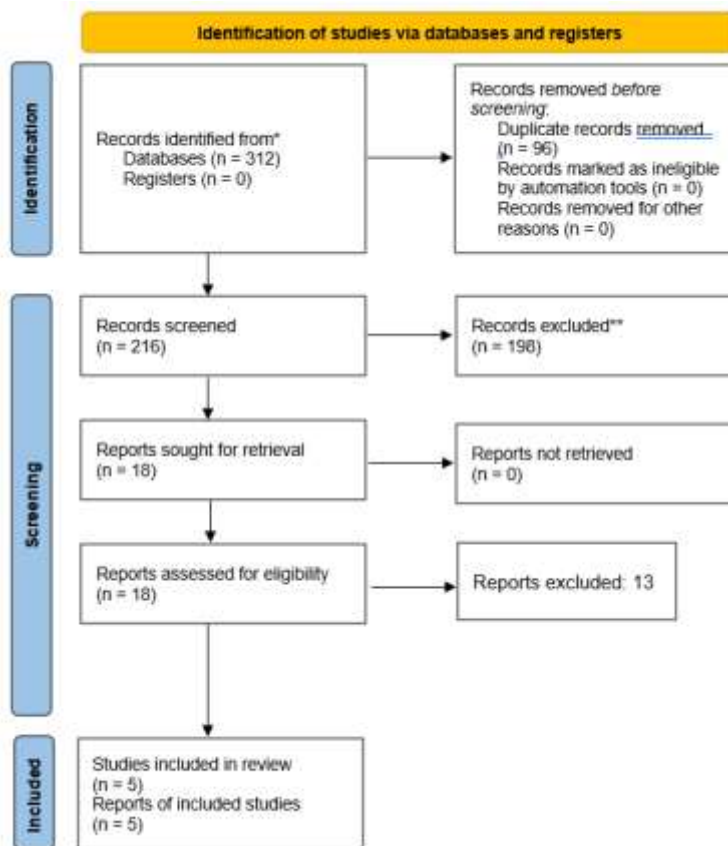 Identification of studies via databases and registers
Identification
Records identified from*
Databases (n = 312)
Registers (n = 0)
Records removed before
screening:
Duplicate records removed
(n = 96)
Records marked as ineligible
by automation tools (n = 0)
Records removed for other
reasons (n = 0)
Screening
Records screened
(n = 216)
Records excluded**
(n = 198)
Reports sought for retrieval
(n = 18)
Reports not retrieved
(n = 0)
Reports assessed for eligibility
(n = 18)
Reports excluded: 13
Included
Studies included in review
(n = 5)
Reports of included studies
(n = 5)